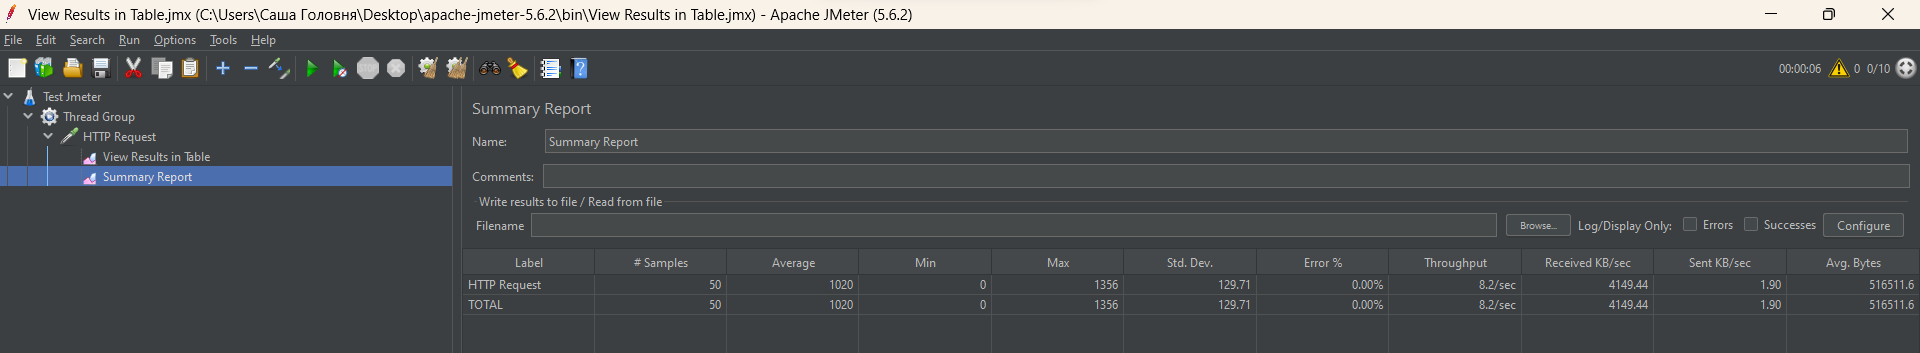 View Results in Table.jmx (C:\Users\Саша Головня\Desktop\apache-jmeter-5.6.2\bin\View Results in Table.jmx) - Apache JMeter (5.6.2)
File Edit Search Run Options Tools Help
00:00:06 0 0/10
Test Jmeter
Thread Group
HTTP Request
View Results in Table
Summary Report
Summary Report
Name: Summary Report
Comments:
Write results to file / Read from file
Filename Browse... Log/Display Only: Errors Successes Configure
Label # Samples Average Min Max Std. Dev. Error % Throughput Received KB/sec Sent KB/sec Avg. Bytes
HTTP Request 50 1020 0 1356 129.71 0.00% 8.2/sec 4149.44 1.90 516511.6
TOTAL 50 1020 0 1356 129.71 0.00% 8.2/sec 4149.44 1.90 516511.6